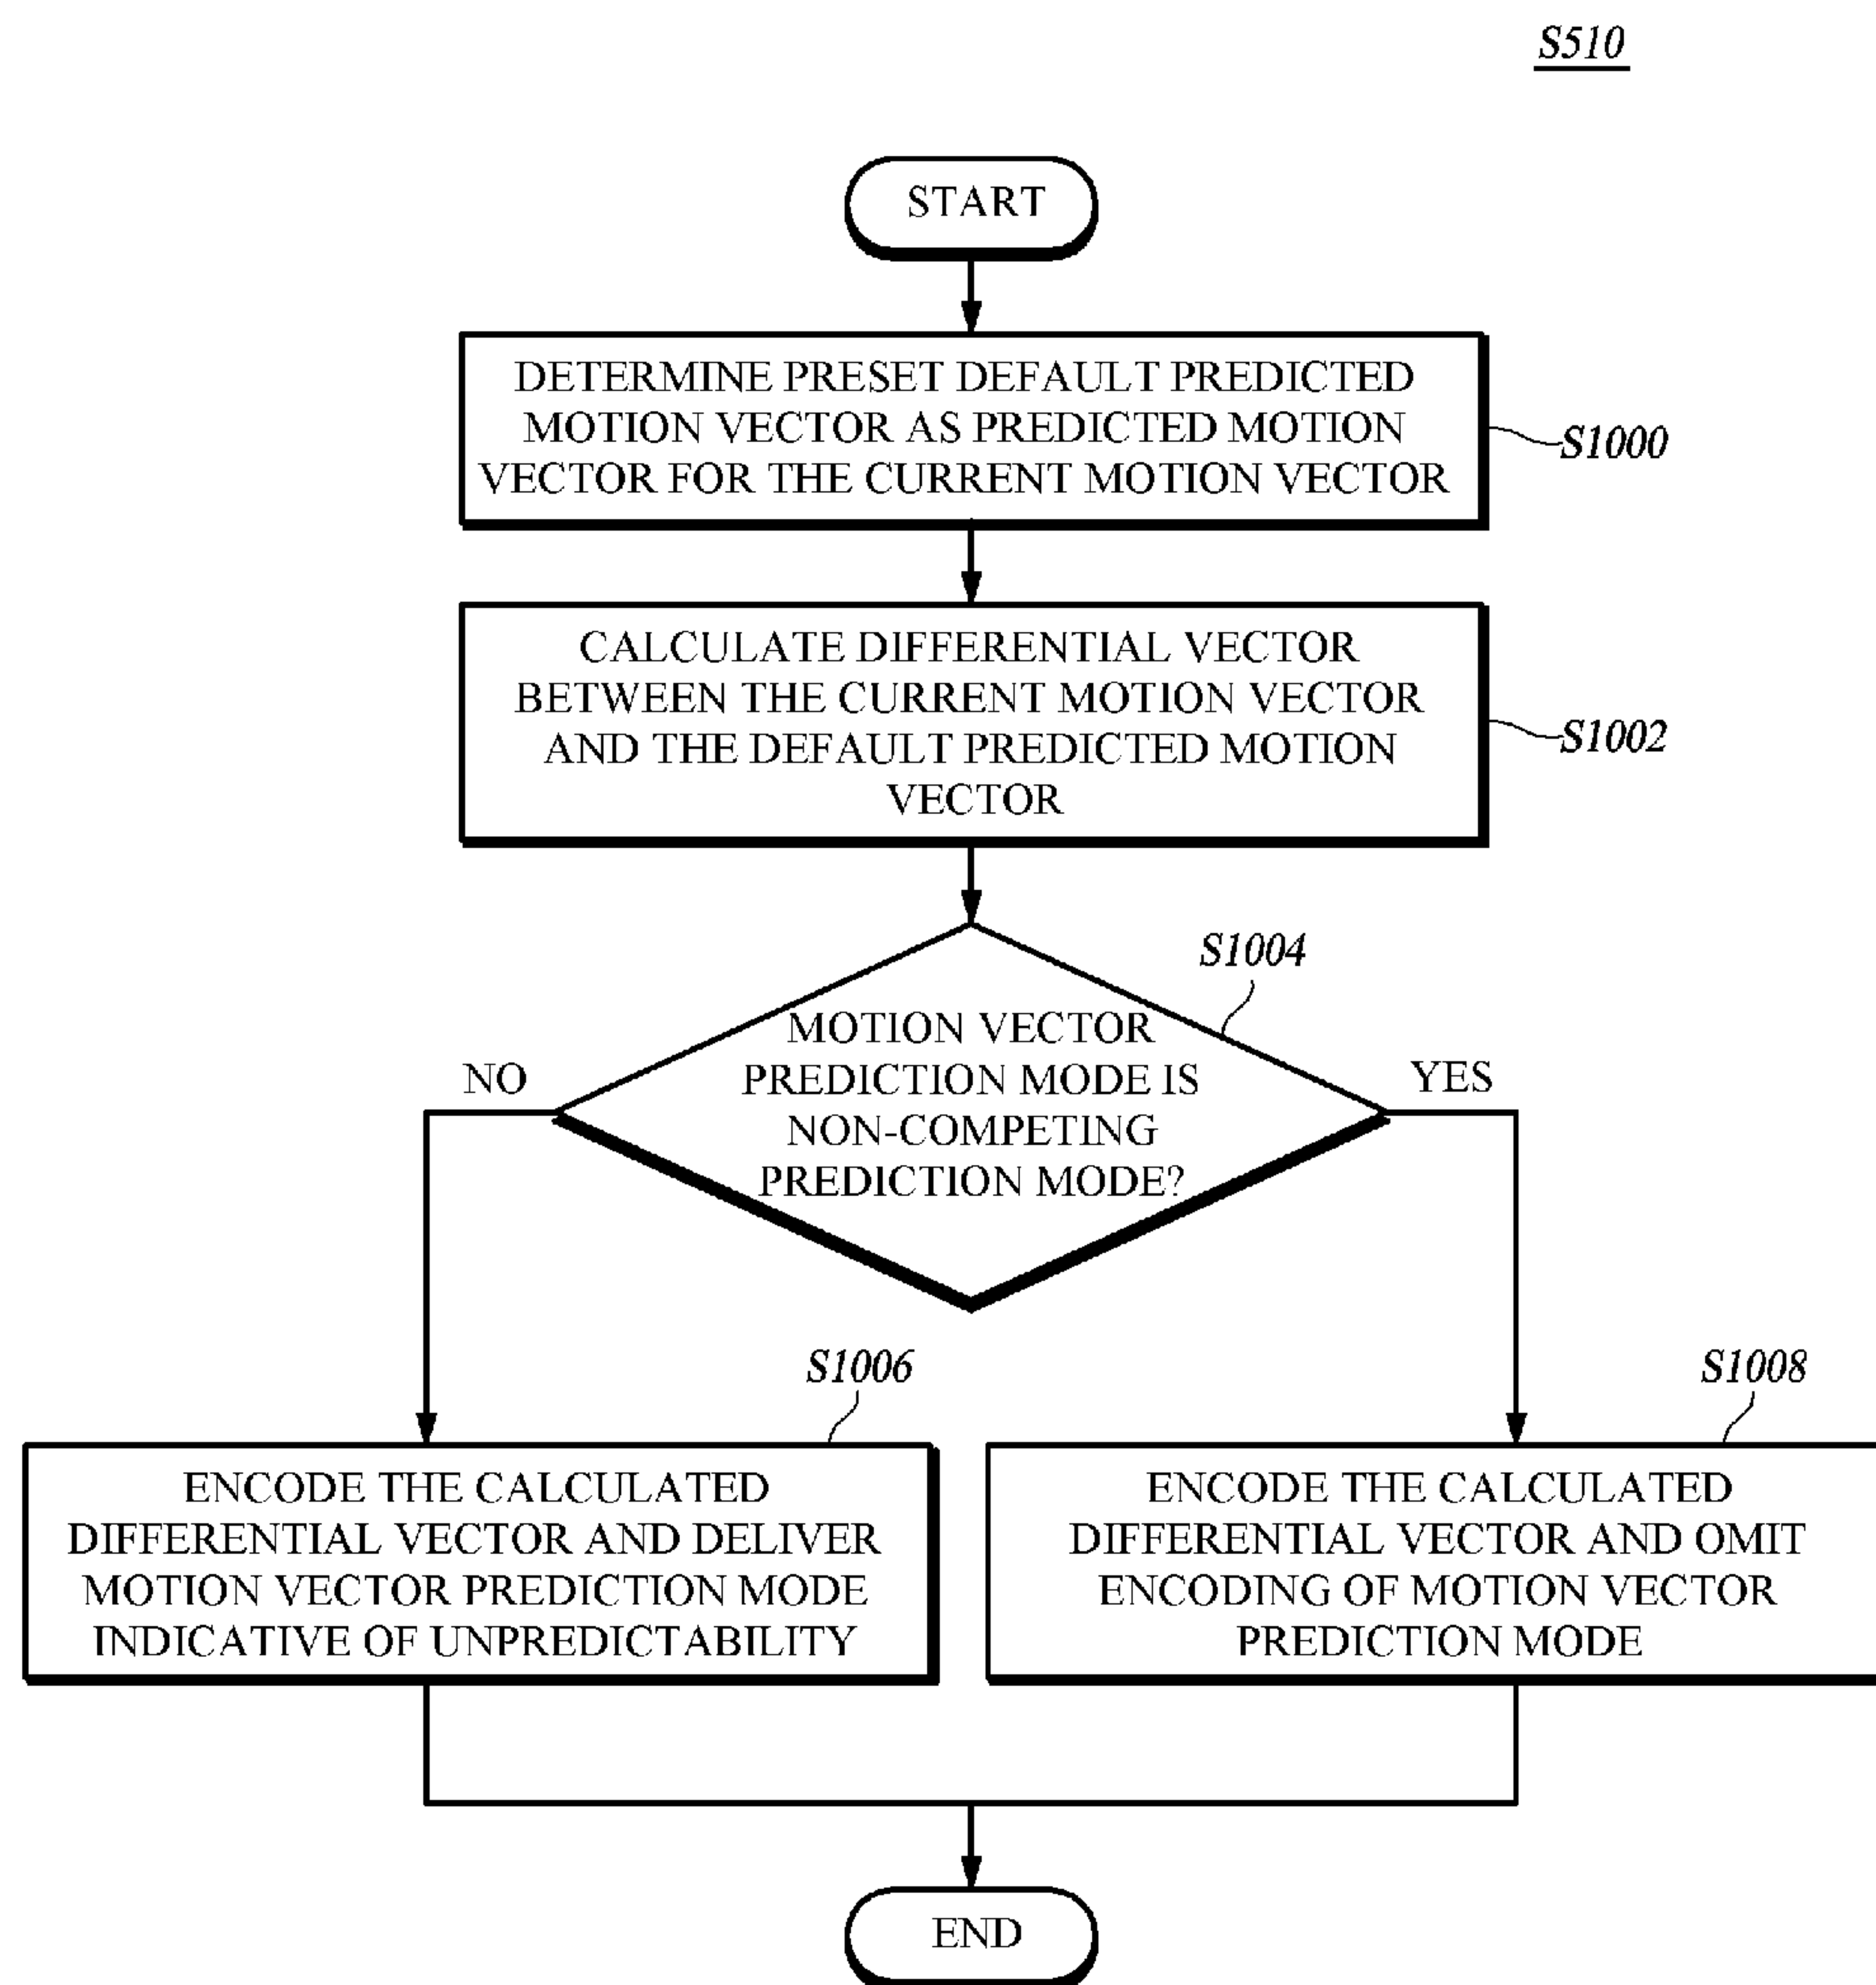 S510
START
DETERMINE PRESET DEFAULT PREDICTED
MOTION VECTOR AS PREDICTED MOTION
VECTOR FOR THE CURRENT MOTION VECTOR
S1000
CALCULATE DIFFERENTIAL VECTOR
BETWEEN THE CURRENT MOTION VECTOR
AND THE DEFAULT PREDICTED MOTION
VECTOR
S1002
S1004
MOTION VECTOR
PREDICTION MODE IS
NON-COMPETING
PREDICTION MODE?
NO
YES
S1006
ENCODE THE CALCULATED
DIFFERENTIAL VECTOR AND DELIVER
MOTION VECTOR PREDICTION MODE
INDICATIVE OF UNPREDICTABILITY
S1008
ENCODE THE CALCULATED
DIFFERENTIAL VECTOR AND OMIT
ENCODING OF MOTION VECTOR
PREDICTION MODE
END